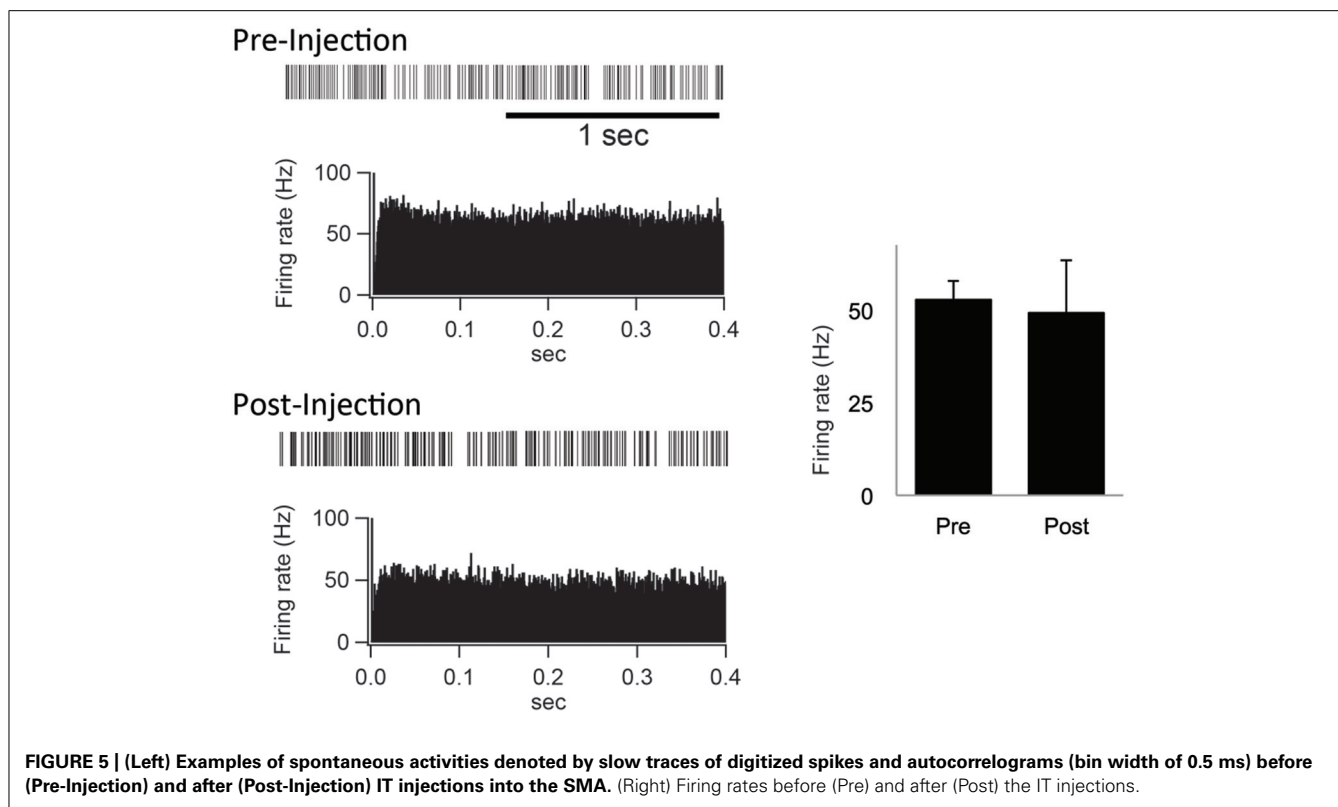 Pre-Injection
1 sec
Firing rate (Hz)
100
50
0
0.0 0.1 0.2 0.3 0.4
sec
Post-Injection
Firing rate (Hz)
100
50
0
0.0 0.1 0.2 0.3 0.4
sec
Firing rate (Hz)
50
25
0
Pre Post
FIGURE 5 | (Left) Examples of spontaneous activities denoted by slow traces of digitized spikes and autocorrelograms (bin width of 0.5 ms) before
(Pre-Injection) and after (Post-Injection) IT injections into the SMA. (Right) Firing rates before (Pre) and after (Post) the IT injections.